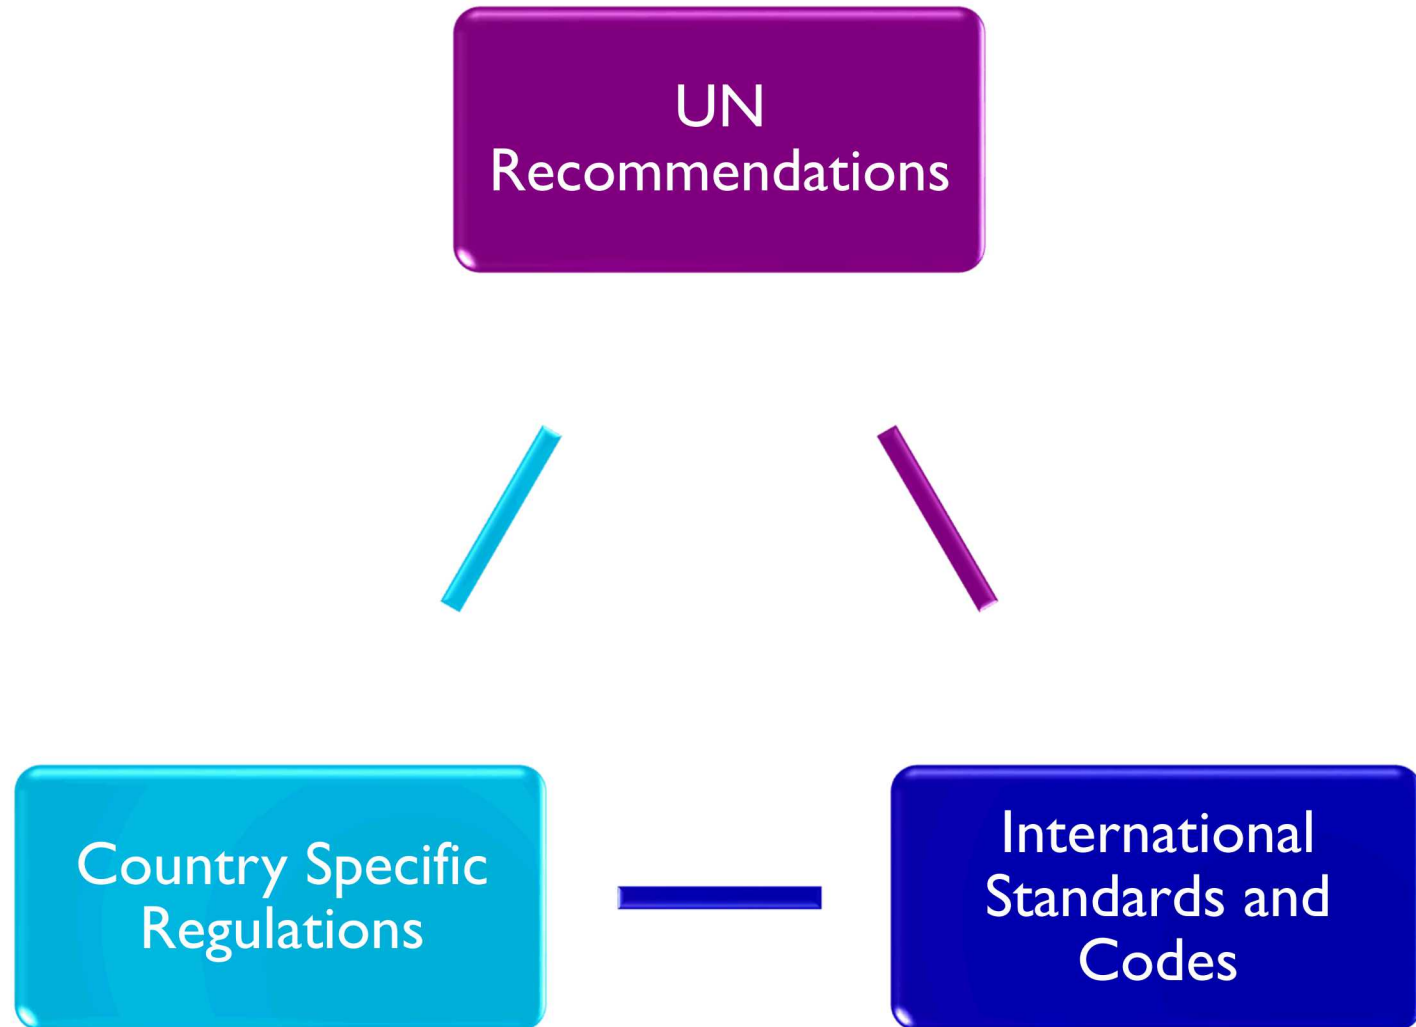 UN
Recommendations
Country Specific
Regulations
International
Standards and
Codes